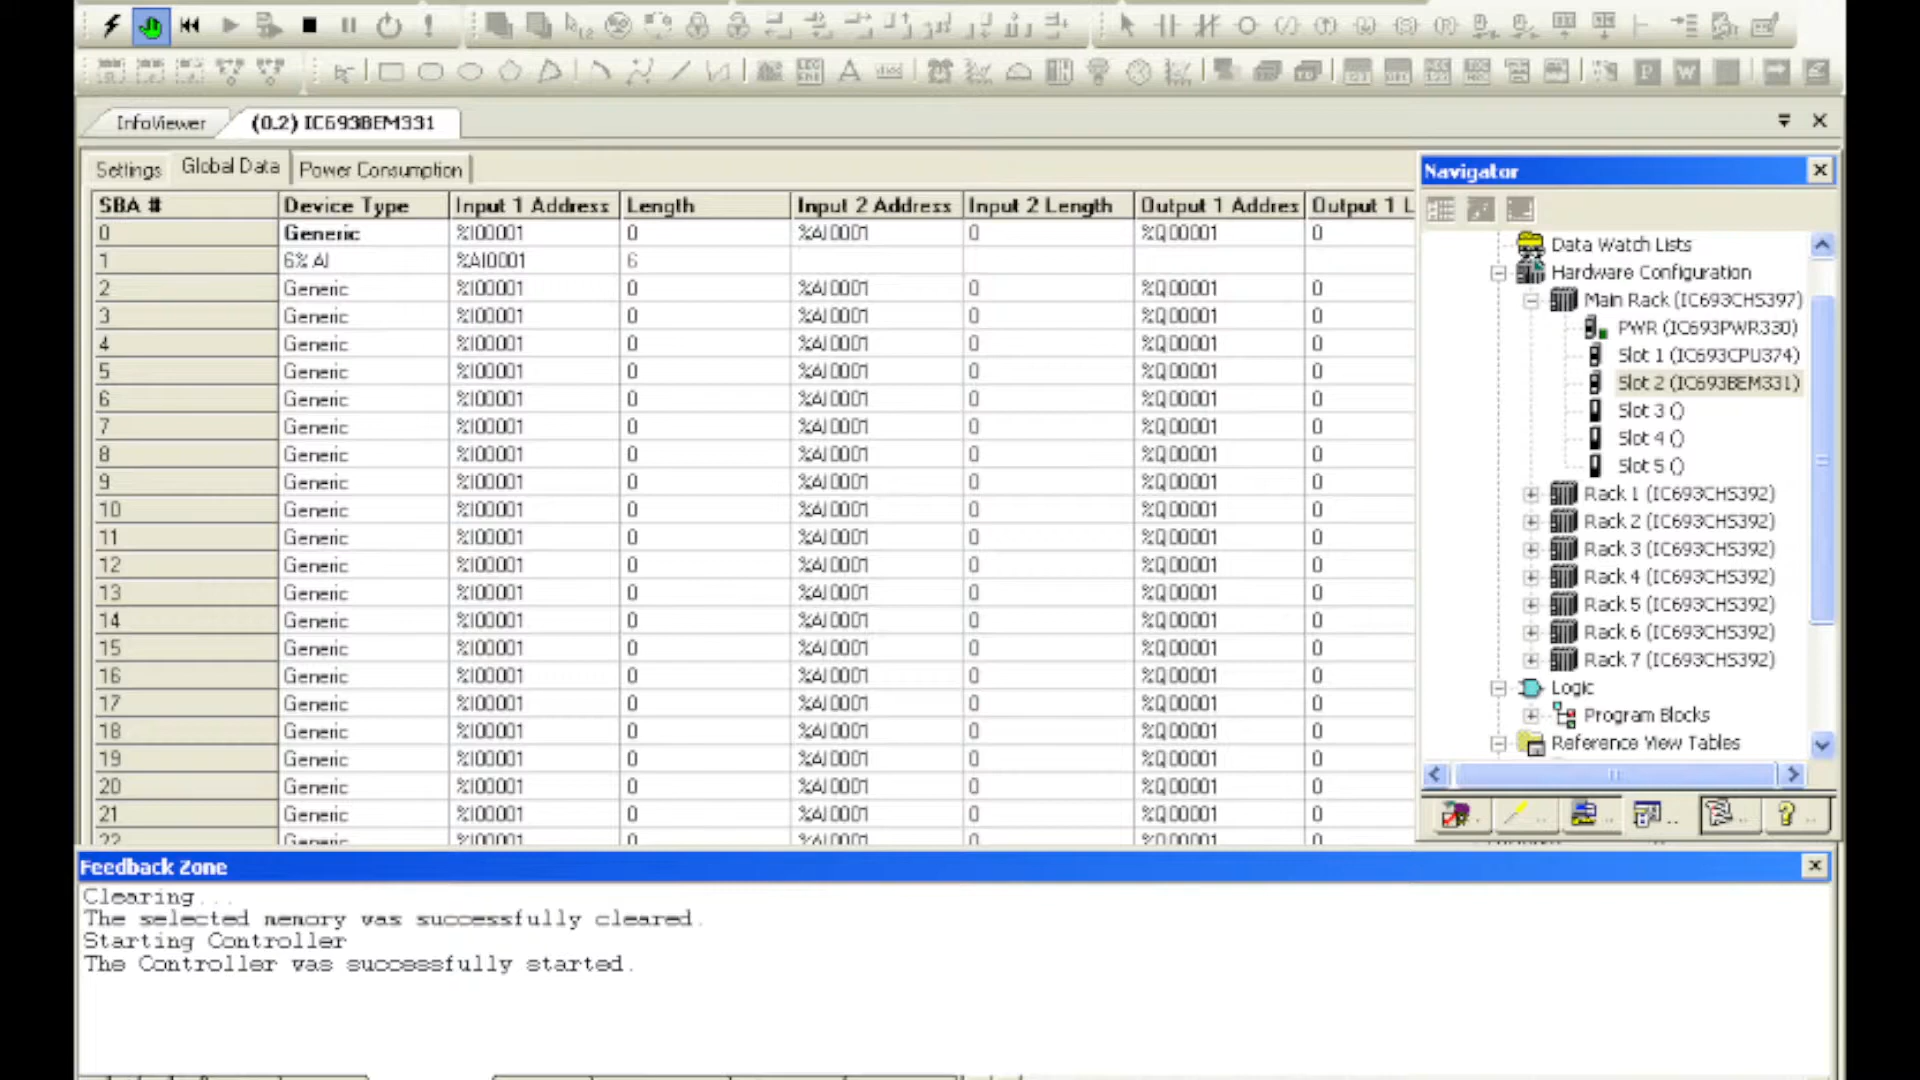 InfoViewer (0.2) IC693BEM331
Settings Global Data Power Consumption
SBA # Device Type Input 1 Address Length Input 2 Address Input 2 Length Output 1 Addres Output 1 L
0 Generic %I00001 0 %AI0001 0 %Q00001 0
1 6% AI %AI0001 6
2 Generic %I00001 0 %AI0001 0 %Q00001 0
3 Generic %I00001 0 %AI0001 0 %Q00001 0
4 Generic %I00001 0 %AI0001 0 %Q00001 0
5 Generic %I00001 0 %AI0001 0 %Q00001 0
6 Generic %I00001 0 %AI0001 0 %Q00001 0
7 Generic %I00001 0 %AI0001 0 %Q00001 0
8 Generic %I00001 0 %AI0001 0 %Q00001 0
9 Generic %I00001 0 %AI0001 0 %Q00001 0
10 Generic %I00001 0 %AI0001 0 %Q00001 0
11 Generic %I00001 0 %AI0001 0 %Q00001 0
12 Generic %I00001 0 %AI0001 0 %Q00001 0
13 Generic %I00001 0 %AI0001 0 %Q00001 0
14 Generic %I00001 0 %AI0001 0 %Q00001 0
15 Generic %I00001 0 %AI0001 0 %Q00001 0
16 Generic %I00001 0 %AI0001 0 %Q00001 0
17 Generic %I00001 0 %AI0001 0 %Q00001 0
18 Generic %I00001 0 %AI0001 0 %Q00001 0
19 Generic %I00001 0 %AI0001 0 %Q00001 0
20 Generic %I00001 0 %AI0001 0 %Q00001 0
21 Generic %I00001 0 %AI0001 0 %Q00001 0
22 Generic %I00001 0 %AI0001 0 %Q00001 0
Navigator
Data Watch Lists
Hardware Configuration
Main Rack (IC693CHS397)
PWR (IC693PWR330)
Slot 1 (IC693CPU374)
Slot 2 (IC693BEM331)
Slot 3 ()
Slot 4 ()
Slot 5 ()
Rack 1 (IC693CHS392)
Rack 2 (IC693CHS392)
Rack 3 (IC693CHS392)
Rack 4 (IC693CHS392)
Rack 5 (IC693CHS392)
Rack 6 (IC693CHS392)
Rack 7 (IC693CHS392)
Logic
Program Blocks
Reference View Tables
Feedback Zone
Clearing...
The selected memory was successfully cleared.
Starting Controller
The Controller was successfully started.